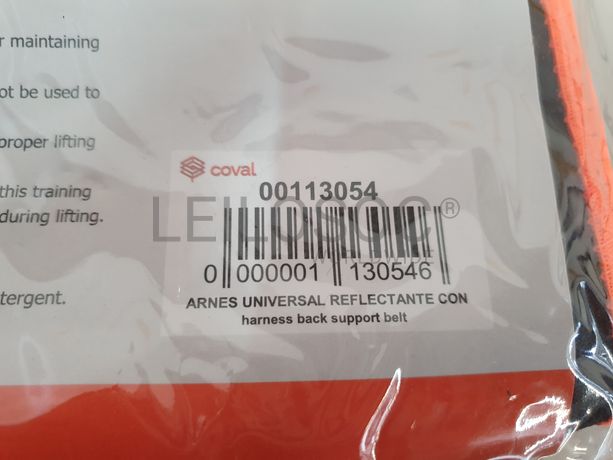 r maintaining
ot be used to
proper lifting
this training
during lifting.
tergent.
coval
00113054
LEILOSOC®
0 000001 130546
ARNES UNIVERSAL REFLECTANTE CON
harness back support belt